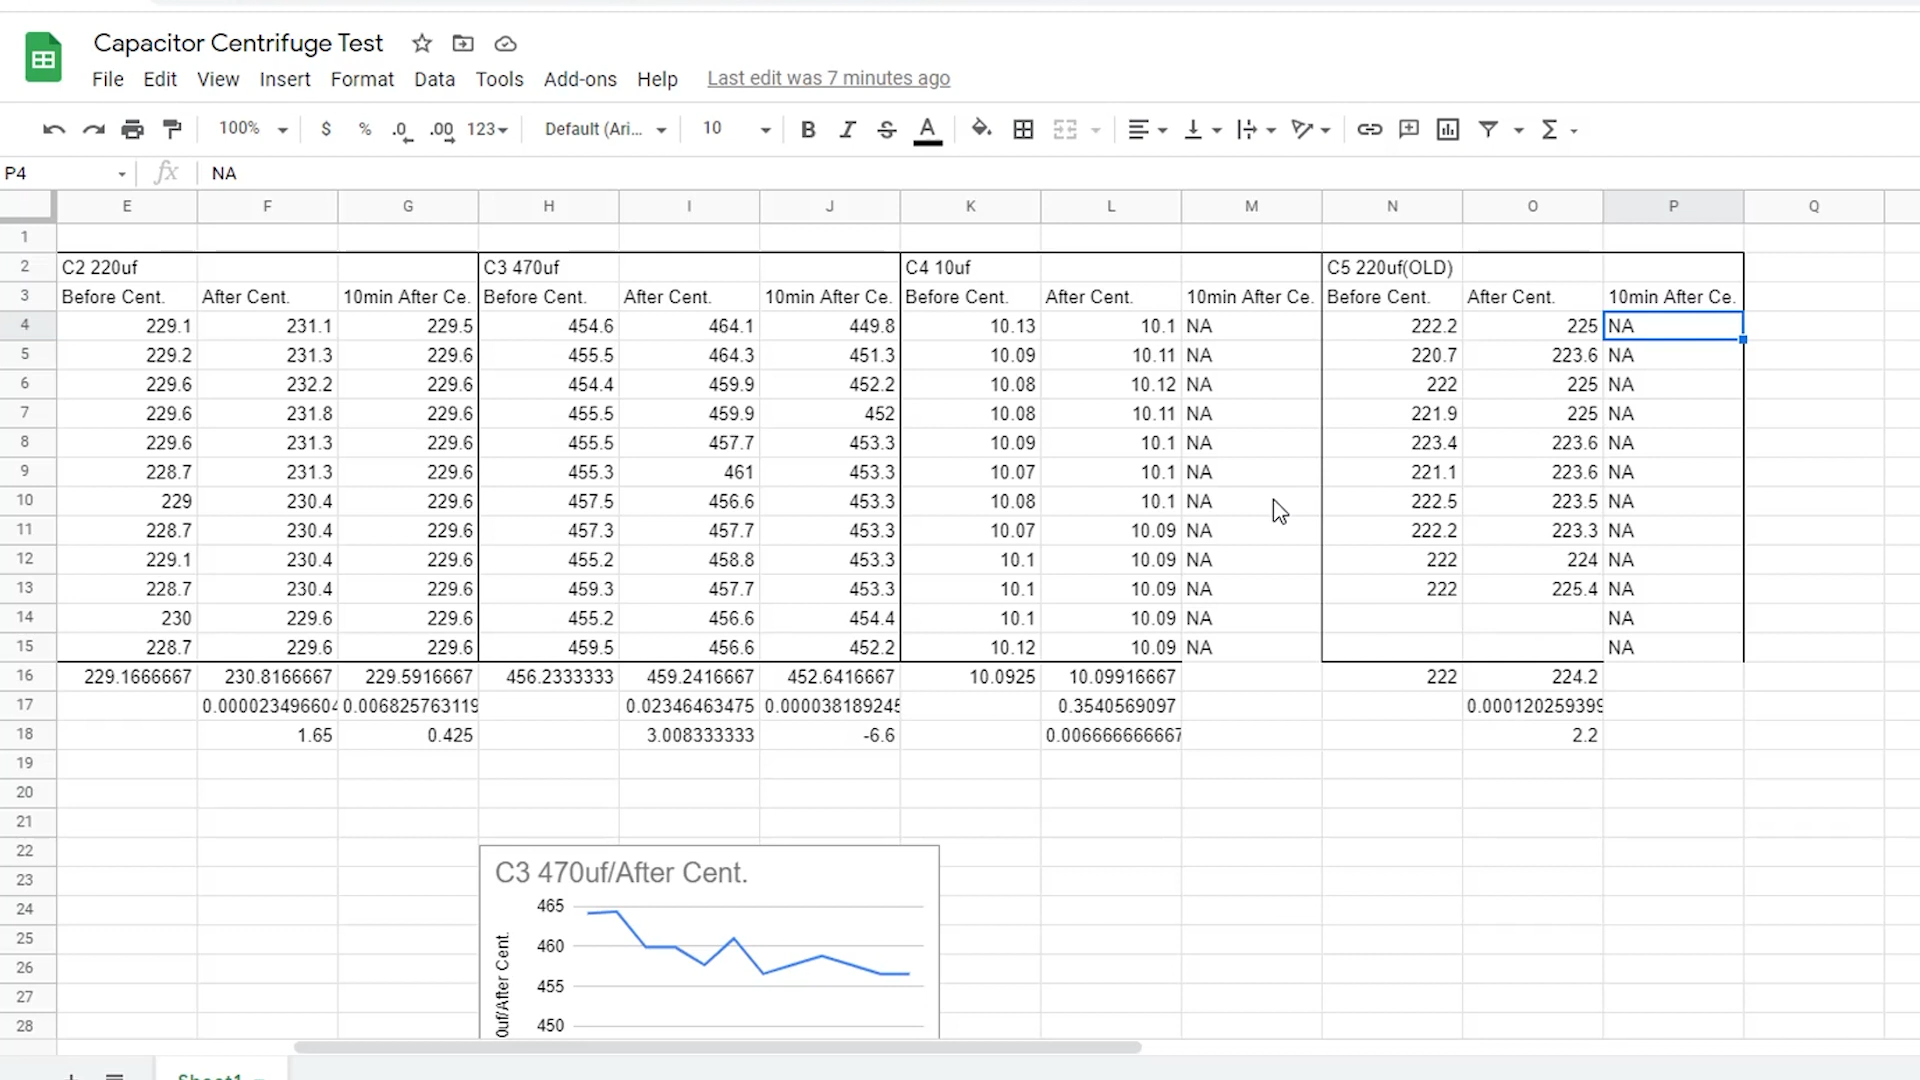 Capacitor Centrifuge Test
File Edit View Insert Format Data Tools Add-ons Help Last edit was 7 minutes ago
100% $ % .0 .00 123 Default (Ari... 10 B I S A Σ
P4 fx NA
E F G H I J K L M N O P Q
1
2 C2 220uf C3 470uf C4 10uf C5 220uf(OLD)
3 Before Cent. After Cent. 10min After Ce. Before Cent. After Cent. 10min After Ce. Before Cent. After Cent. 10min After Ce. Before Cent. After Cent. 10min After Ce.
4 229.1 231.1 229.5 454.6 464.1 449.8 10.13 10.1 NA 222.2 225 NA
5 229.2 231.3 229.6 455.5 464.3 451.3 10.09 10.11 NA 220.7 223.6 NA
6 229.6 232.2 229.6 454.4 459.9 452.2 10.08 10.12 NA 222 225 NA
7 229.6 231.8 229.6 455.5 459.9 452 10.08 10.11 NA 221.9 225 NA
8 229.6 231.3 229.6 455.5 457.7 453.3 10.09 10.1 NA 223.4 223.6 NA
9 228.7 231.3 229.6 455.3 461 453.3 10.07 10.1 NA 221.1 223.6 NA
10 229 230.4 229.6 457.5 456.6 453.3 10.08 10.1 NA 222.5 223.5 NA
11 228.7 230.4 229.6 457.3 457.7 453.3 10.07 10.09 NA 222.2 223.3 NA
12 229.1 230.4 229.6 455.2 458.8 453.3 10.1 10.09 NA 222 224 NA
13 228.7 230.4 229.6 459.3 457.7 453.3 10.1 10.09 NA 222 225.4 NA
14 230 229.6 229.6 455.2 456.6 454.4 10.1 10.09 NA NA
15 228.7 229.6 229.6 459.5 456.6 452.2 10.12 10.09 NA NA
16 229.1666667 230.8166667 229.5916667 456.2333333 459.2416667 452.6416667 10.0925 10.09916667 222 224.2
17 0.000023496604 0.006825763119 0.02346463475 0.000038189245 0.3540569097 0.000120259399
18 1.65 0.425 3.008333333 -6.6 0.006666666667 2.2
19
20
21
22
23
24
25
26
27
28
C3 470uf/After Cent.
465
460
455
450
0uf/After Cent.
Sheet1